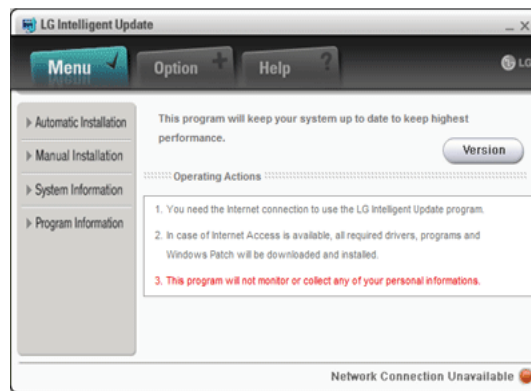 LG Intelligent Update
Menu
Option
Help
LG
Automatic Installation
Manual Installation
System Information
Program Information
This program will keep your system up to date to keep highest
performance.
Version
Operating Actions
1. You need the Internet connection to use the LG Intelligent Update program.
2. In case of Internet Access is available, all required drivers, programs and
Windows Patch will be downloaded and installed.
3. This program will not monitor or collect any of your personal informations.
Network Connection Unavailable